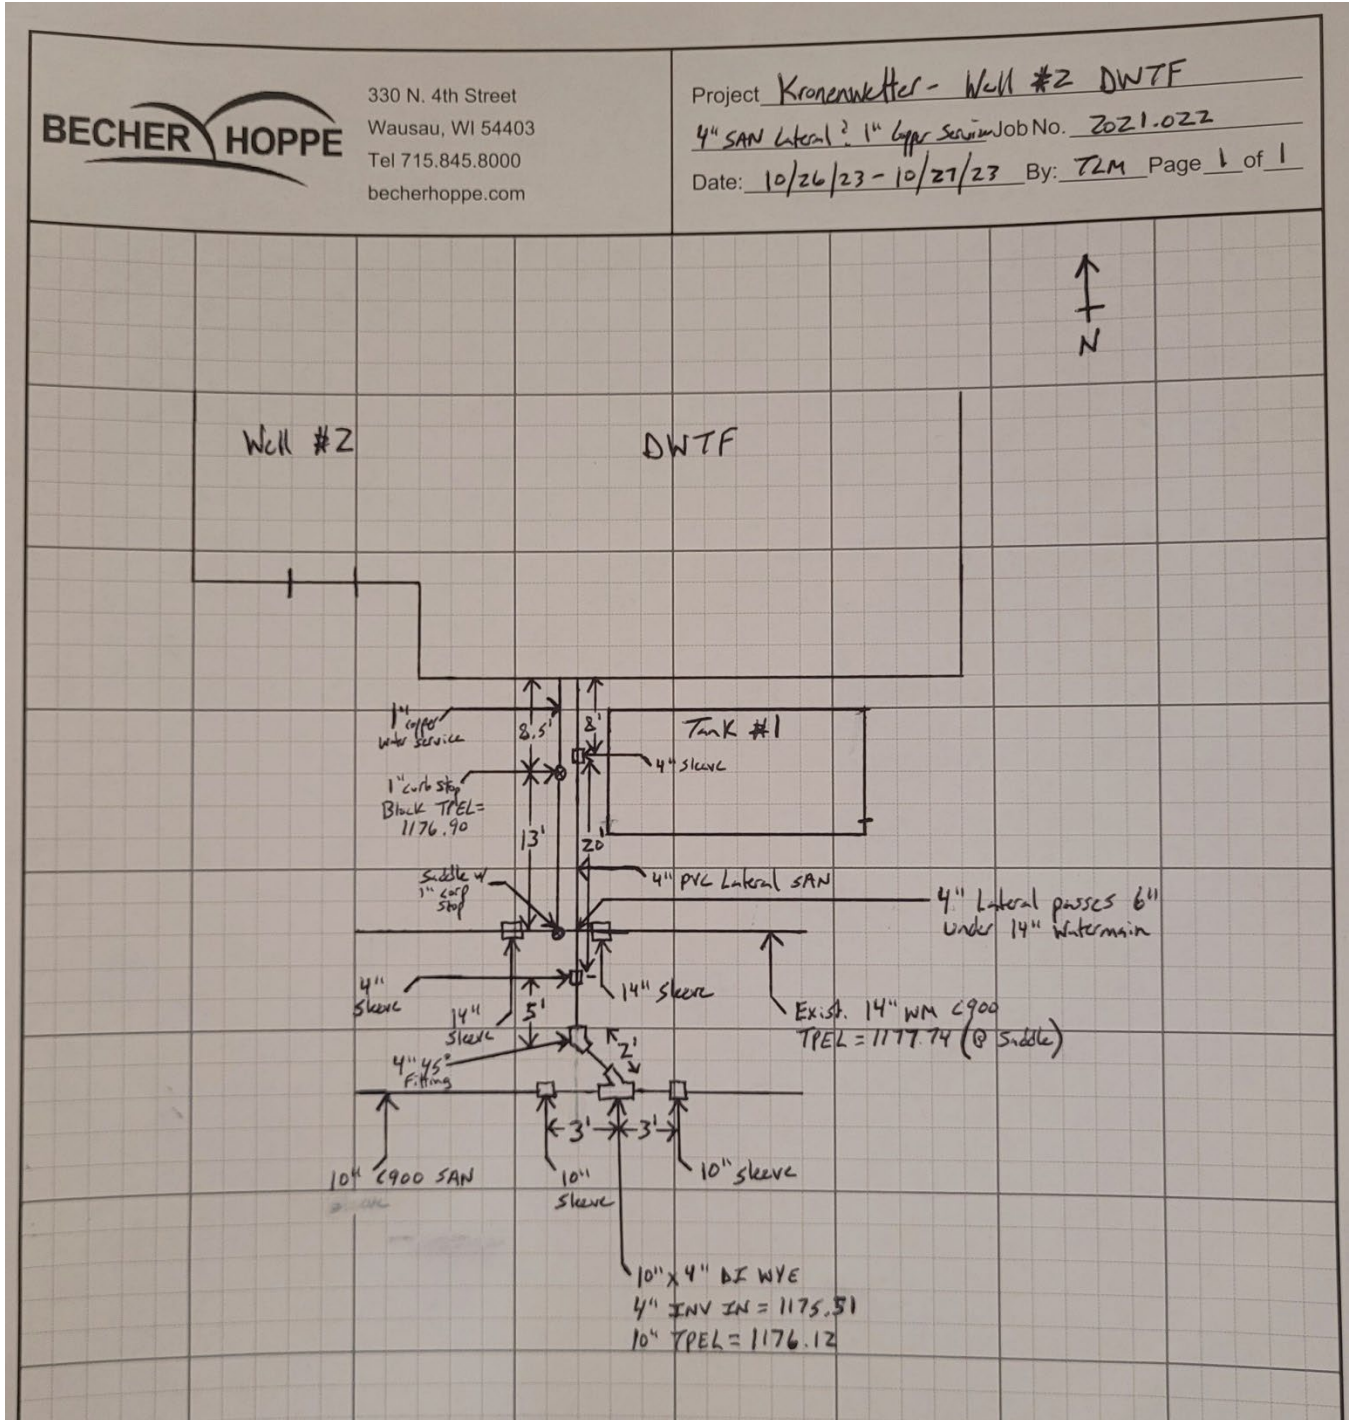 BECHER HOPPE
330 N. 4th Street
Wausau, WI 54403
Tel 715.845.8000
becherhoppe.com
Project Kronenwetter - Well #2 DWTF
4" SAN Lateral & 1" Copper Service Job No. 2021.022
Date: 10/26/23 - 10/27/23 By: TLM Page 1 of 1
N
Well #2
DWTF
1" copper
water service
8.5'
8'
Tank #1
4" sleeve
1" curb stop
Block TPEL=
1176.90
13'
20'
Saddle w/
1" corp
stop
4" PVC Lateral SAN
4" Lateral passes 6"
under 14" Watermain
4"
Sleeve
14"
Sleeve
5'
14" Sleeve
Exist. 14" WM C900
TPEL = 1177.74 (@ Saddle)
4" 45°
Fitting
2'
3'
3'
10" C900 SAN
10"
Sleeve
10" sleeve
10" x 4" DI WYE
4" INV IN = 1175.51
10" TPEL = 1176.12